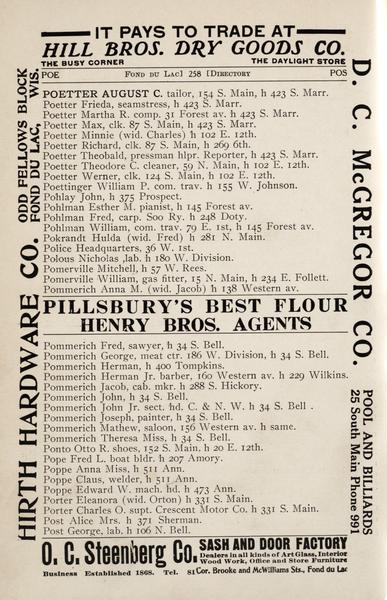 IT PAYS TO TRADE AT
HILL BROS. DRY GOODS CO.
THE BUSY CORNER THE DAYLIGHT STORE
POE FOND DU LAC] 258 [DIRECTORY POS
POETTER AUGUST C. tailor, 154 S. Main, h 423 S. Marr.
Poetter Frieda, seamstress, h 423 S. Marr.
Poetter Martha R. comp. 31 Forest av. h 423 S. Marr.
Poetter Max, clk. 87 S. Main, h 423 S. Marr.
Poetter Minnie (wid. Charles) h 102 E. 12th.
Poetter Richard, clk. 87 S. Main, h 269 6th.
Poetter Theobald, pressman hlpr. Reporter, h 423 S. Marr.
Poetter Theodore C. cleaner, 59 N. Main, h 102 E. 12th.
Poetter Werner, clk. 124 S. Main, h 102 E. 12th.
Poettinger William P. com. trav. h 155 W. Johnson.
Pohlay John, h 375 Prospect.
Pohlman Esther M. pianist, h 145 Forest av.
Pohlman Fred, carp. Soo Ry. h 248 Doty.
Pohlman William, com. trav. 79 E. 1st, h 145 Forest av.
Pokrandt Hulda (wid. Fred) h 281 N. Main.
Police Headquarters, 36 W. 1st.
Polous Nicholas ,lab. h 180 W. Division.
Pomerville Mitchell, h 57 W. Rees.
Pomerville William, gas fitter, 15 N. Main, h 234 E. Follett.
Pommerich Anna M. (wid. Jacob) h 138 Western av.
PILLSBURY'S BEST FLOUR
HENRY BROS. AGENTS
Pommerich Fred, sawyer, h 34 S. Bell.
Pommerich George, meat ctr. 186 W. Division, h 34 S. Bell.
Pommerich Herman, h 400 Tompkins.
Pommerich Herman Jr. barber, 160 Western av. h 229 Wilkins.
Pommerich Jacob, cab. mkr. h 288 S. Hickory.
Pommerich John, h 34 S. Bell.
Pommerich John Jr. sect. hd. C. & N. W. h 34 S. Bell .
Pommerich Joseph, painter, h 34 S. Bell.
Pommerich Mathew, saloon, 156 Western av. h same.
Pommerich Theresa Miss, h 34 S. Bell.
Ponto Otto R. shoes, 152 S. Main, h 20 E. 12th.
Pope Fred L. boat bldr. h 207 Amory.
Poppe Anna Miss, h 511 Ann.
Poppe Claus, welder, h 511 Ann.
Poppe Edward W. mach. hd. h 473 Ann.
Porter Eleanora (wid. Orton) h 331 S. Main.
Porter Charles O. supt. Crescent Motor Co. h 331 S. Main.
Post Alice Mrs. h 371 Sherman.
Post George, lab. h 106 N. Bell.
O. C. Steenberg Co. SASH AND DOOR FACTORY
Dealers in all kinds of Art Glass, Interior
Wood Work, Office and Store Furniture
Business Established 1868. Tel. 81 Cor. Brooke and McWilliams Sts., Fond du Lac
HIRTH HARDWARE CO.
ODD FELLOWS BLOCK
FOND DU LAC, WIS.
D. C. McGREGOR CO.
POOL AND BILLIARDS
25 South Main Phone 991